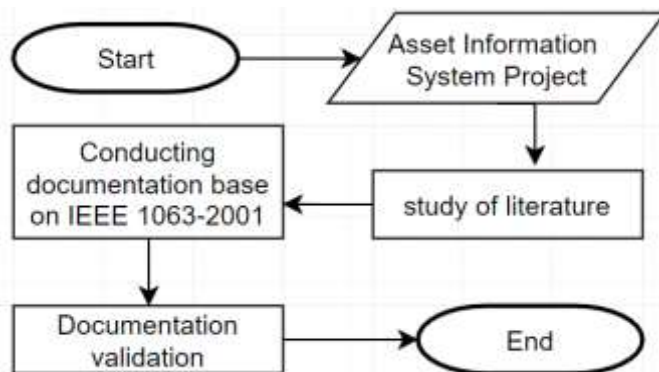 Start
Asset Information
System Project
study of literature
Conducting
documentation base
on IEEE 1063-2001
Documentation
validation
End